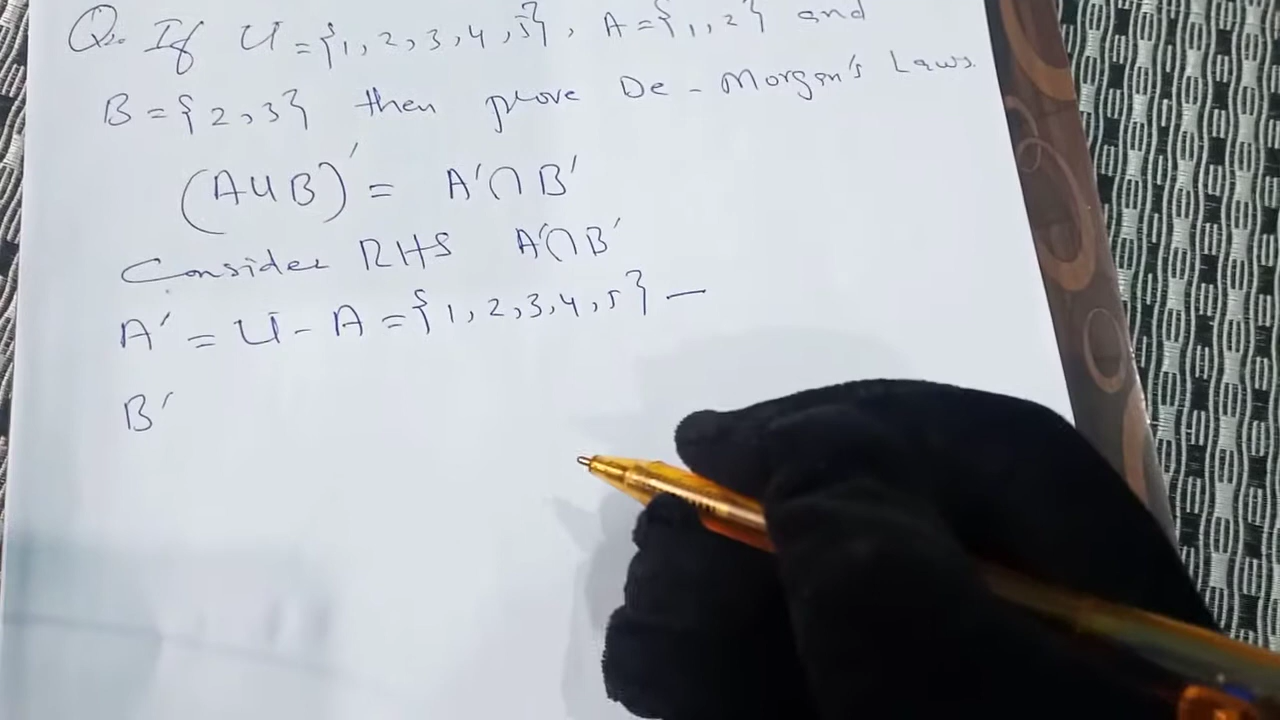 Q. If U = {1, 2, 3, 4, 5}, A = {1, 2} and
B = {2, 3} then prove De-Morgan's Laws.
(A∪B)' = A'∩B'
Consider RHS A'∩B'
A' = U - A = {1, 2, 3, 4, 5} -
B'